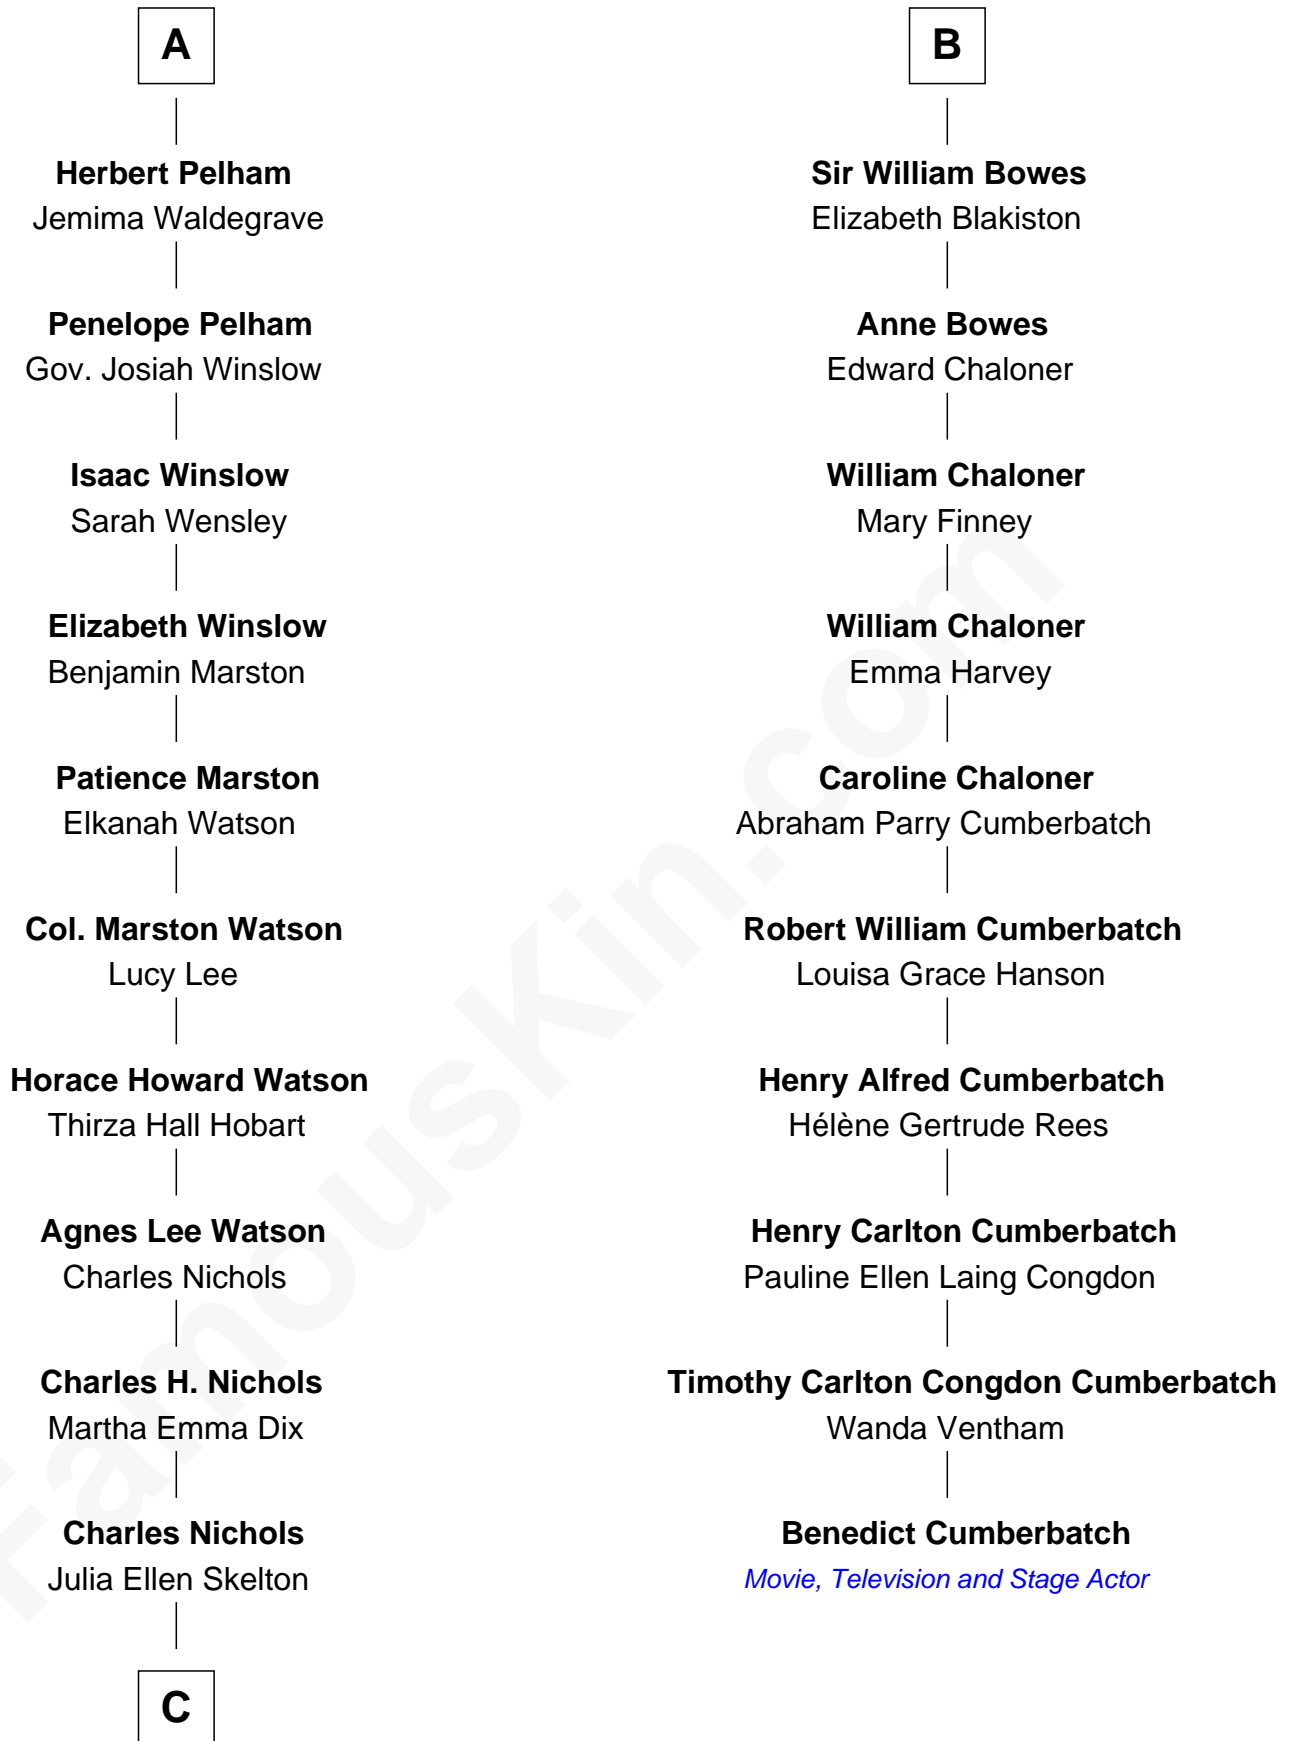 A
Herbert Pelham
Jemima Waldegrave
Penelope Pelham
Gov. Josiah Winslow
Isaac Winslow
Sarah Wensley
Elizabeth Winslow
Benjamin Marston
Patience Marston
Elkanah Watson
Col. Marston Watson
Lucy Lee
Horace Howard Watson
Thirza Hall Hobart
Agnes Lee Watson
Charles Nichols
Charles H. Nichols
Martha Emma Dix
Charles Nichols
Julia Ellen Skelton
C
B
Sir William Bowes
Elizabeth Blakiston
Anne Bowes
Edward Chaloner
William Chaloner
Mary Finney
William Chaloner
Emma Harvey
Caroline Chaloner
Abraham Parry Cumberbatch
Robert William Cumberbatch
Louisa Grace Hanson
Henry Alfred Cumberbatch
Hélène Gertrude Rees
Henry Carlton Cumberbatch
Pauline Ellen Laing Congdon
Timothy Carlton Congdon Cumberbatch
Wanda Ventham
Benedict Cumberbatch
Movie, Television and Stage Actor
FamousKin.com